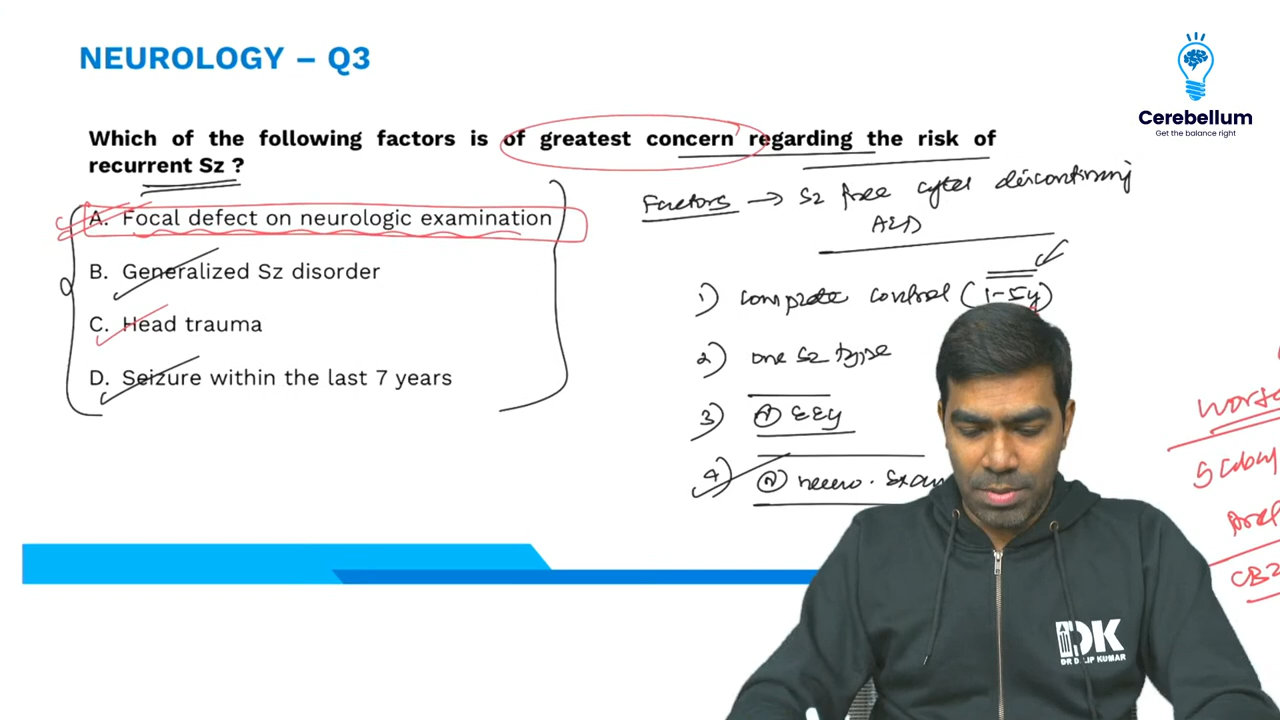 NEUROLOGY – Q3
Cerebellum
Get the balance right
Which of the following factors is of greatest concern regarding the risk of
recurrent Sz ?
A. Focal defect on neurologic examination
B. Generalized Sz disorder
C. Head trauma
D. Seizure within the last 7 years
Factors → Sz free
AED
1) complete control (1-5y)
2) one Sz type
3) N EEG
4) N neuro. Exam
DK